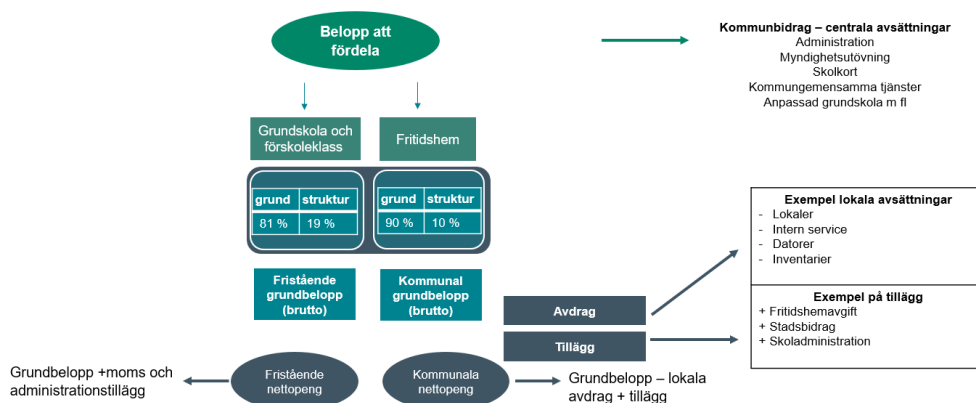 Belopp att
fördela
Kommunbidrag – centrala avsättningar
Administration
Myndighetsutövning
Skolkort
Kommungemensamma tjänster
Anpassad grundskola m fl
Grundskola och
förskoleklass
Fritidshem
grund struktur
81 % 19 %
grund struktur
90 % 10 %
Fristående
grundbelopp
(brutto)
Kommunal
grundbelopp
(brutto)
Avdrag
Tillägg
Exempel lokala avsättningar
- Lokaler
- Intern service
- Datorer
- Inventarier
Exempel på tillägg
+ Fritidshemavgift
+ Stadsbidrag
+ Skoladministration
Grundbelopp +moms och
administrationstillägg
Fristående
nettopeng
Kommunala
nettopeng
Grundbelopp – lokala
avdrag + tillägg